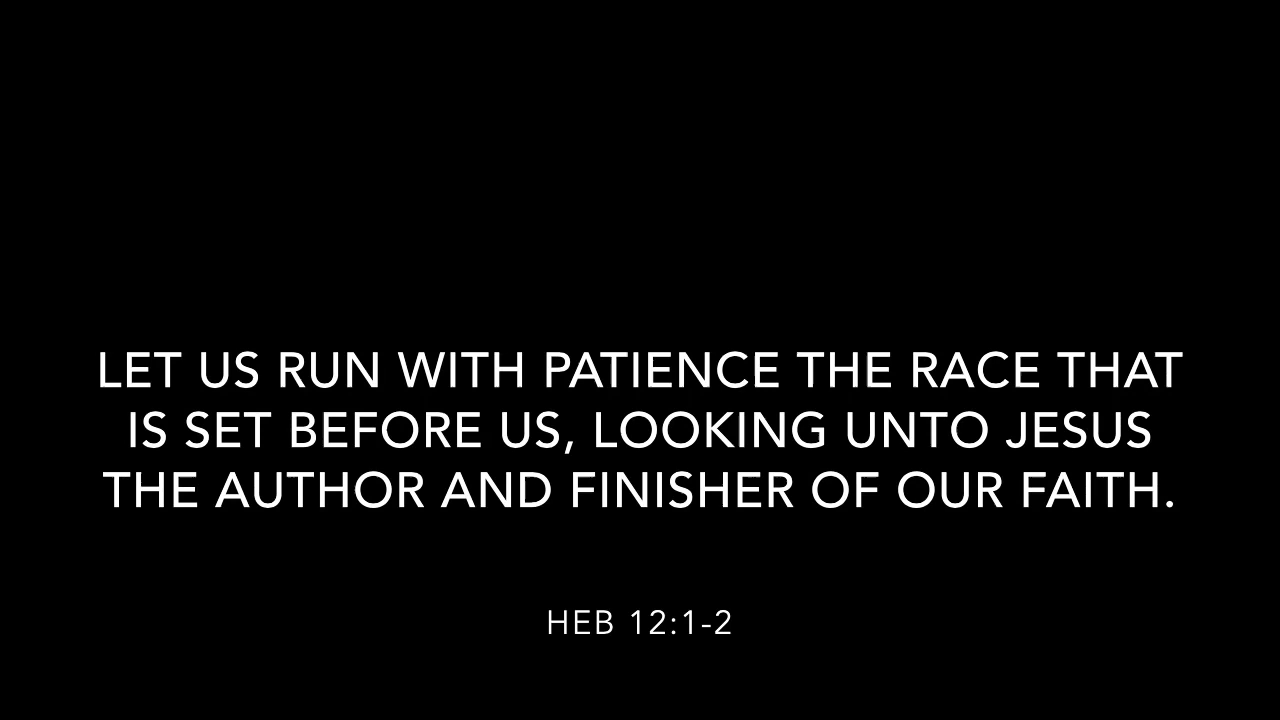 LET US RUN WITH PATIENCE THE RACE THAT
IS SET BEFORE US, LOOKING UNTO JESUS
THE AUTHOR AND FINISHER OF OUR FAITH.
HEB 12:1-2